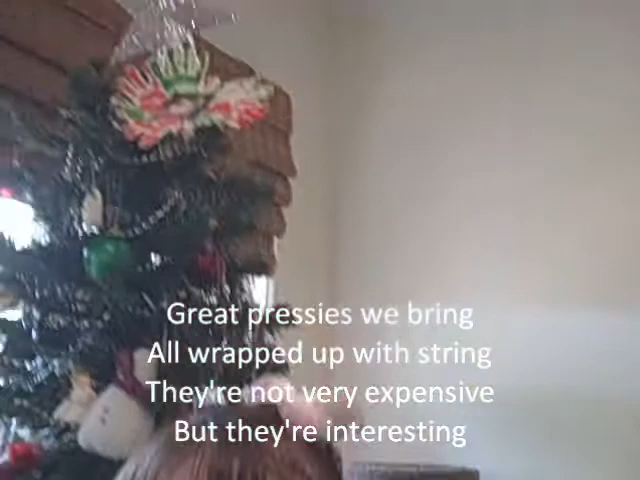 Great pressies we bring
All wrapped up with string
They're not very expensive
But they're interesting